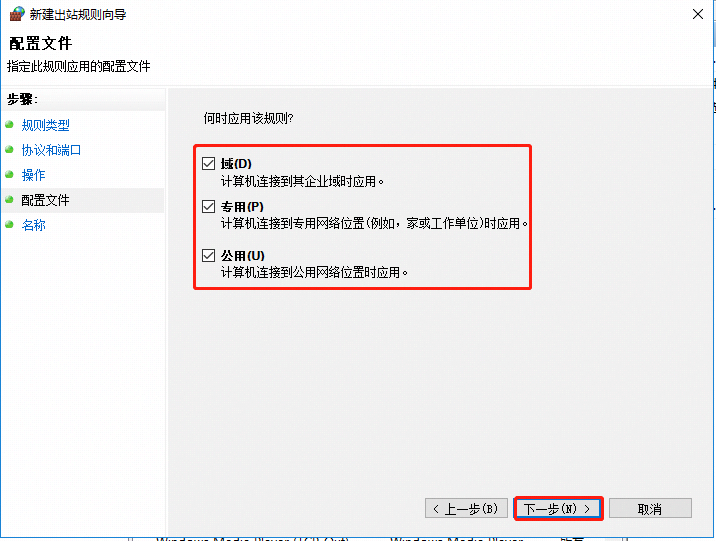 新建出站规则向导
配置文件
指定此规则应用的配置文件
步骤:
规则类型
协议和端口
操作
配置文件
名称
何时应用该规则?
域(D)
计算机连接到其企业域时应用。
专用(P)
计算机连接到专用网络位置(例如，家或工作单位)时应用。
公用(U)
计算机连接到公用网络位置时应用。
< 上一步(B)
下一步(N) >
取消